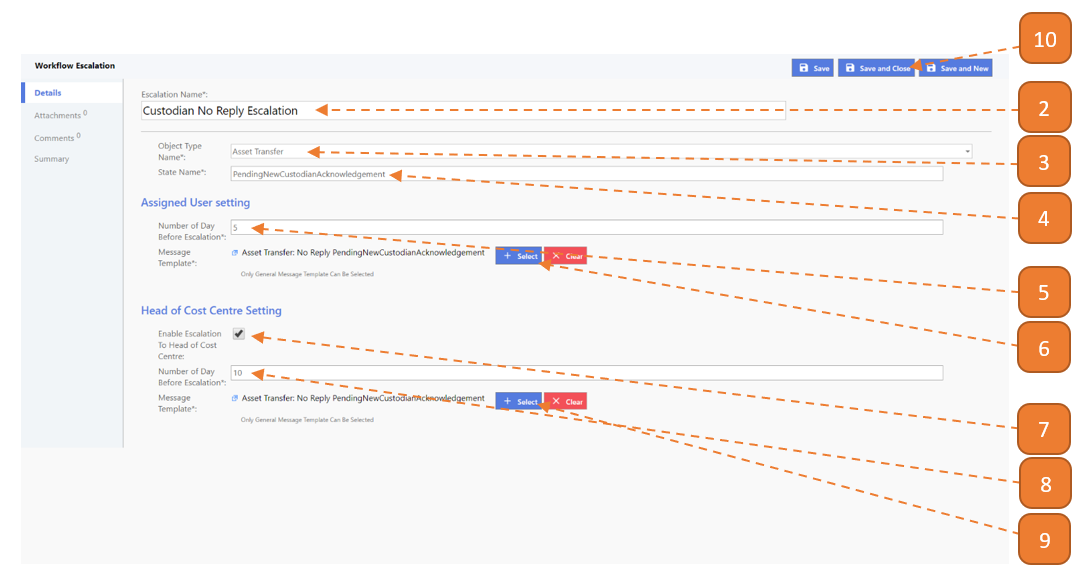 10
Workflow Escalation
Save
Save and Close
Save and New
Details
Attachments 0
Comments 0
Summary
Escalation Name*:
Custodian No Reply Escalation
2
Object Type
Name*:
Asset Transfer
3
State Name*:
PendingNewCustodianAcknowledgement
4
Assigned User setting
Number of Day
Before Escalation*:
5
Message
Template*:
Asset Transfer: No Reply PendingNewCustodianAcknowledgement
+ Select
× Clear
Only General Message Template Can Be Selected
5
6
Head of Cost Centre Setting
Enable Escalation
To Head of Cost
Centre:
Number of Day
Before Escalation*:
10
Message
Template*:
Asset Transfer: No Reply PendingNewCustodianAcknowledgement
+ Select
× Clear
Only General Message Template Can Be Selected
7
8
9